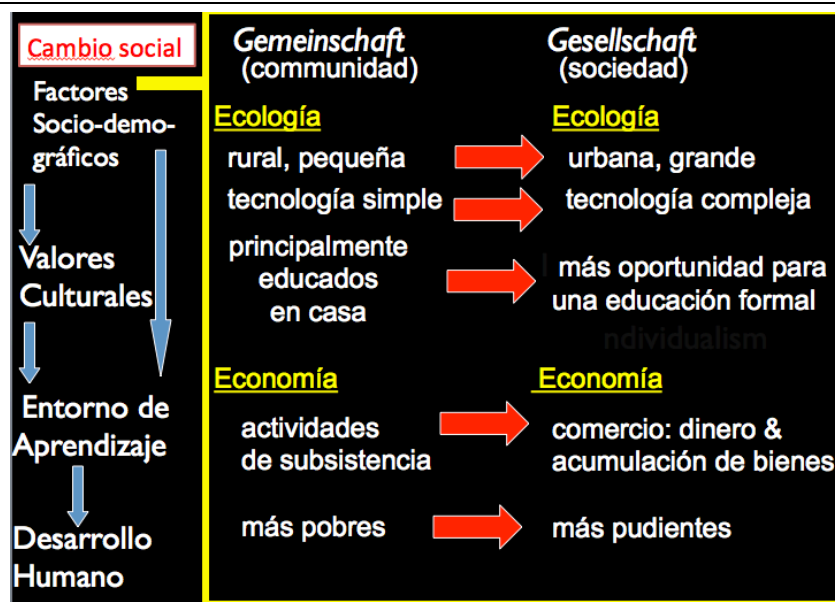 Cambio social
Factores
Socio-demo-
gráficos
Valores
Culturales
Entorno de
Aprendizaje
Desarrollo
Humano
Gemeinschaft
(communidad)
Gesellschaft
(sociedad)
Ecología
Ecología
rural, pequeña
urbana, grande
tecnología simple
tecnología compleja
principalmente
educados
en casa
más oportunidad para
una educación formal
ndividualism
Economía
Economía
actividades
de subsistencia
comercio: dinero &
acumulación de bienes
más pobres
más pudientes